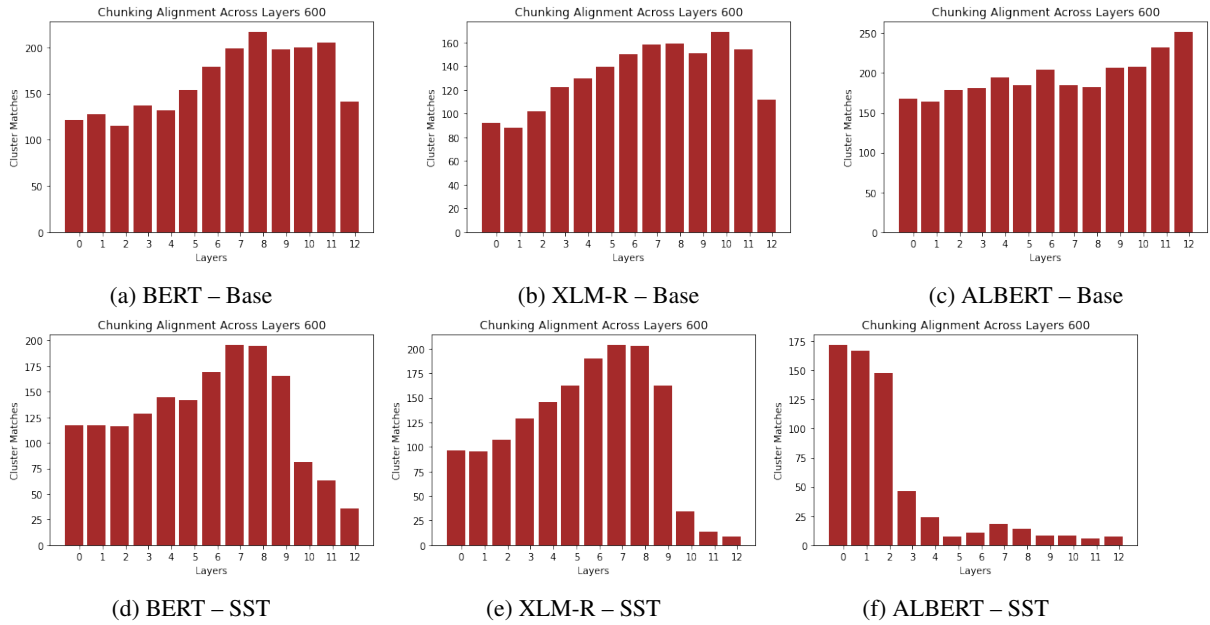 Chunking Alignment Across Layers 600
Cluster Matches
200
150
100
50
0
0 1 2 3 4 5 6 7 8 9 10 11 12
Layers
(a) BERT – Base
Chunking Alignment Across Layers 600
Cluster Matches
160
140
120
100
80
60
40
20
0
0 1 2 3 4 5 6 7 8 9 10 11 12
Layers
(b) XLM-R – Base
Chunking Alignment Across Layers 600
Cluster Matches
250
200
150
100
50
0
0 1 2 3 4 5 6 7 8 9 10 11 12
Layers
(c) ALBERT – Base
Chunking Alignment Across Layers 600
Cluster Matches
200
175
150
125
100
75
50
25
0
0 1 2 3 4 5 6 7 8 9 10 11 12
Layers
(d) BERT – SST
Chunking Alignment Across Layers 600
Cluster Matches
200
175
150
125
100
75
50
25
0
0 1 2 3 4 5 6 7 8 9 10 11 12
Layers
(e) XLM-R – SST
Chunking Alignment Across Layers 600
Cluster Matches
175
150
125
100
75
50
25
0
0 1 2 3 4 5 6 7 8 9 10 11 12
Layers
(f) ALBERT – SST